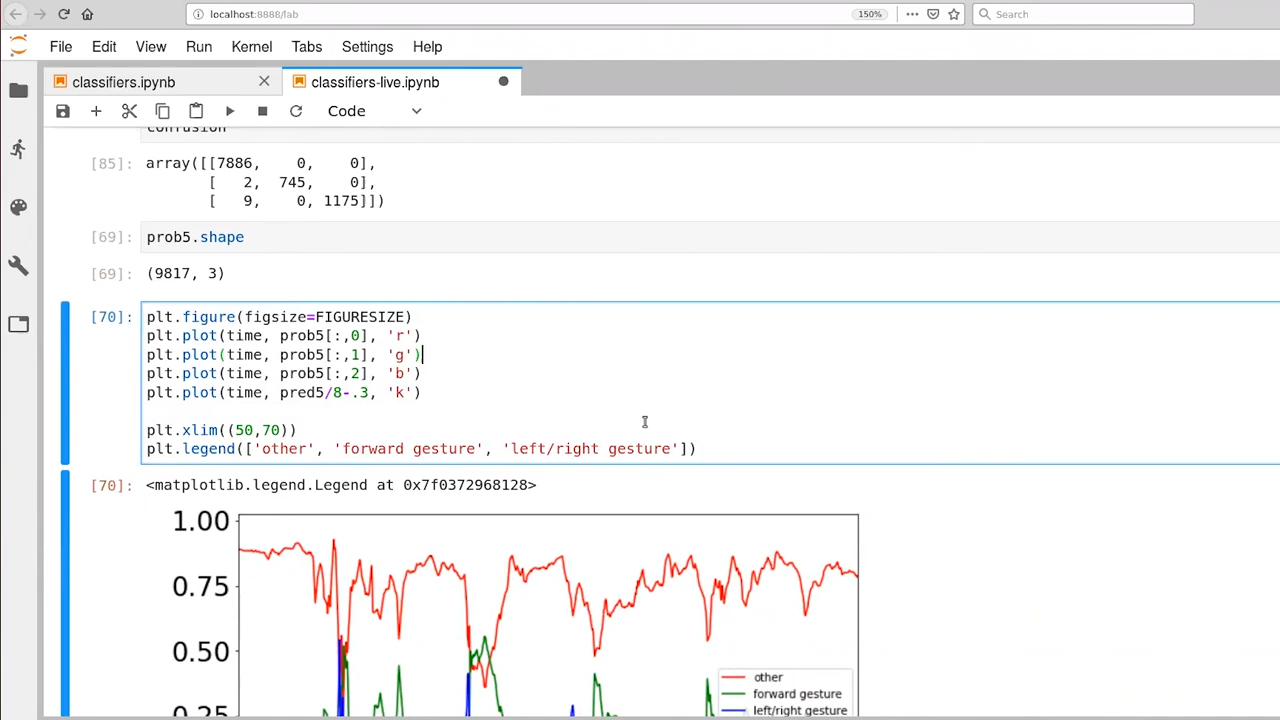 localhost:8888/lab
150%
Search
File Edit View Run Kernel Tabs Settings Help
classifiers.ipynb
classifiers-live.ipynb
Code
confusion
[85]: array([[7886,    0,    0],
[   2,  745,    0],
[   9,    0, 1175]])
[69]: prob5.shape
[69]: (9817, 3)
[70]: plt.figure(figsize=FIGURESIZE)
plt.plot(time, prob5[:,0], 'r')
plt.plot(time, prob5[:,1], 'g')
plt.plot(time, prob5[:,2], 'b')
plt.plot(time, pred5/8-.3, 'k')
plt.xlim((50,70))
plt.legend(['other', 'forward gesture', 'left/right gesture'])
[70]: <matplotlib.legend.Legend at 0x7f0372968128>
1.00
0.75
0.50
other
forward gesture
left/right gesture
0.25